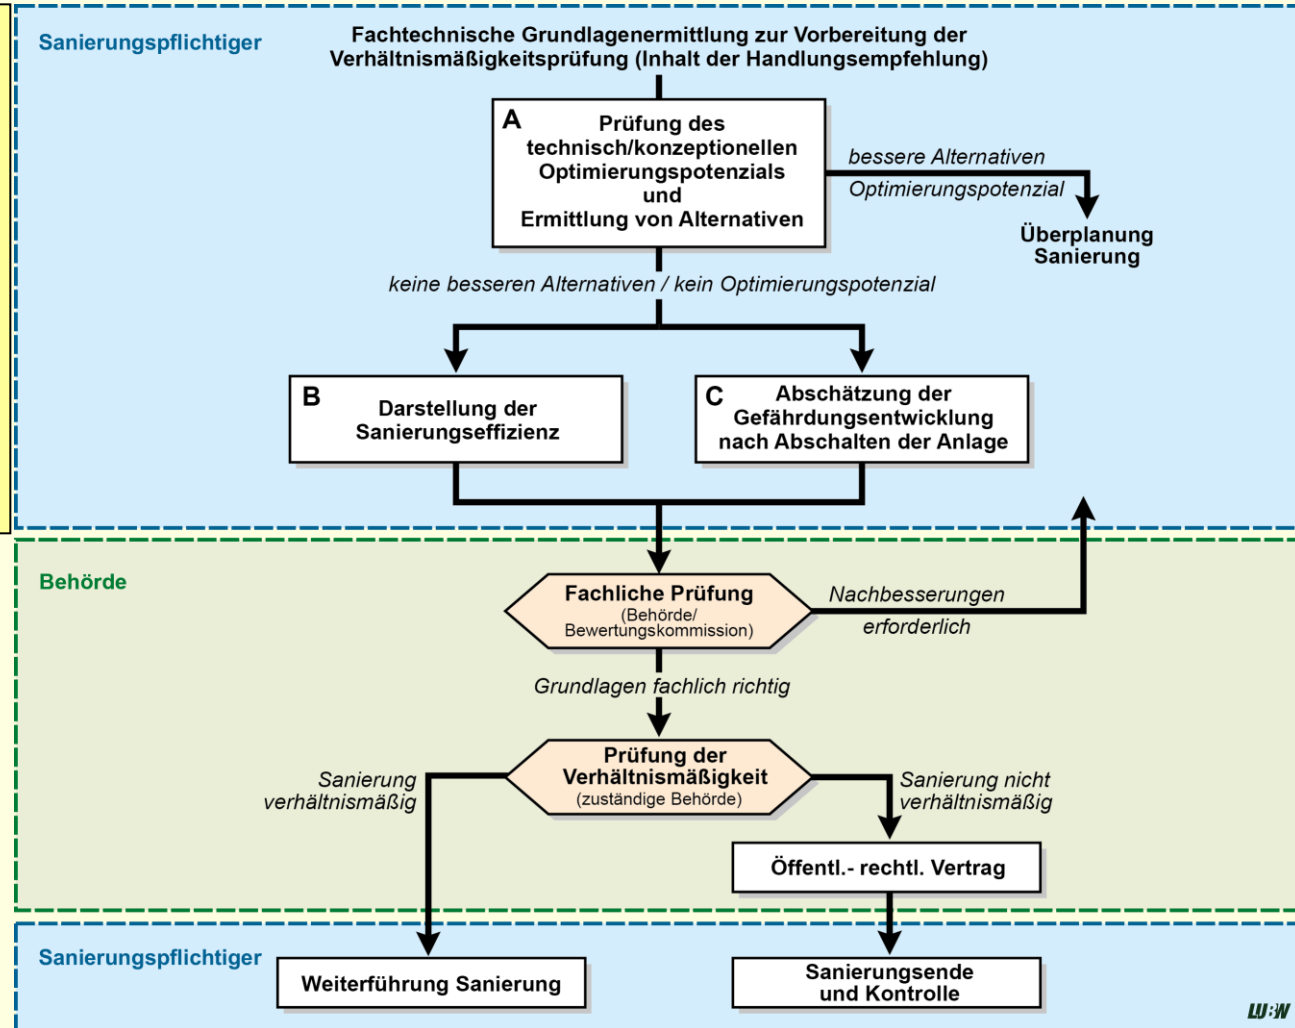 Sanierungspflichtiger
Fachtechnische Grundlagenermittlung zur Vorbereitung der
Verhältnismäßigkeitsprüfung (Inhalt der Handlungsempfehlung)
A
Prüfung des
technisch/konzeptionellen
Optimierungspotenzials
und
Ermittlung von Alternativen
bessere Alternativen
Optimierungspotenzial
Überplanung
Sanierung
keine besseren Alternativen / kein Optimierungspotenzial
B
Darstellung der
Sanierungseffizienz
C
Abschätzung der
Gefährdungsentwicklung
nach Abschalten der Anlage
Behörde
Fachliche Prüfung
(Behörde/
Bewertungskommission)
Nachbesserungen
erforderlich
Grundlagen fachlich richtig
Prüfung der
Verhältnismäßigkeit
(zuständige Behörde)
Sanierung
verhältnismäßig
Sanierung nicht
verhältnismäßig
Öffentl.- rechtl. Vertrag
Sanierungspflichtiger
Weiterführung Sanierung
Sanierungsende
und Kontrolle
LUBW